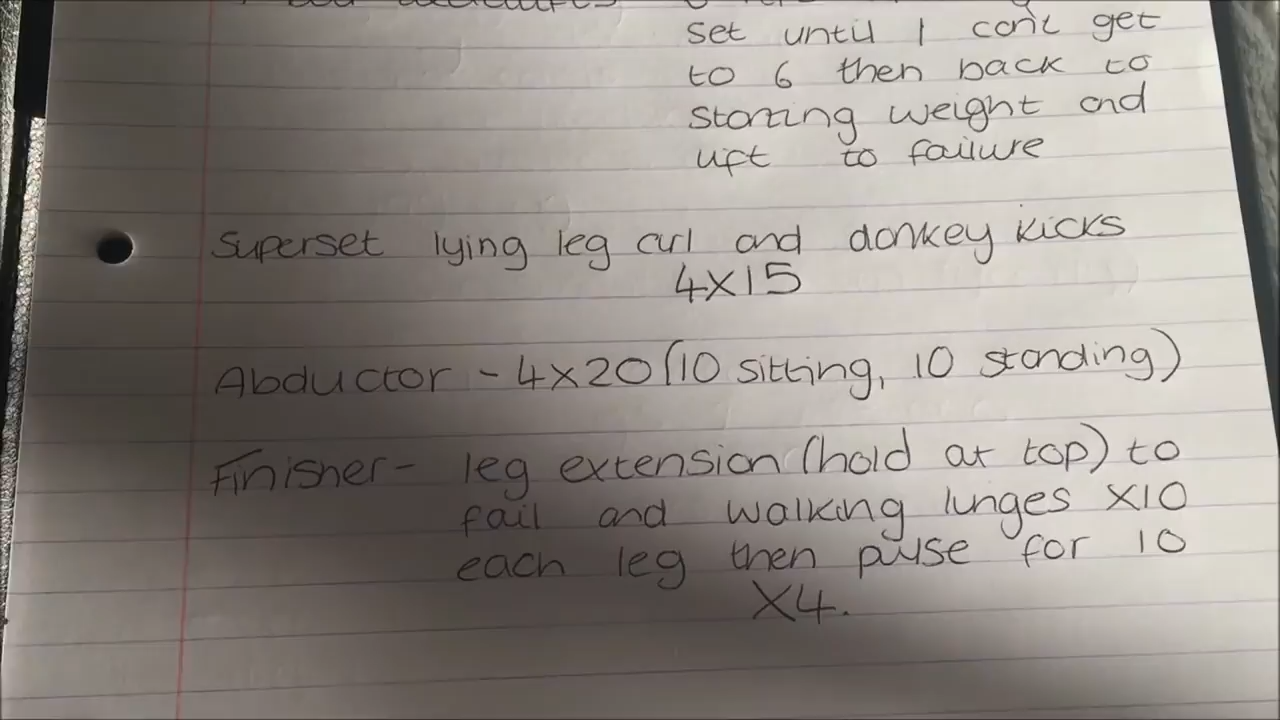 set until I can't get
to 6 then back to
starting weight and
lift to failure
Superset lying leg curl and donkey kicks
4X15
Abductor - 4x20 (10 sitting, 10 standing)
Finisher - leg extension (hold at top) to
fail and walking lunges X10
each leg then pulse for 10
X4.